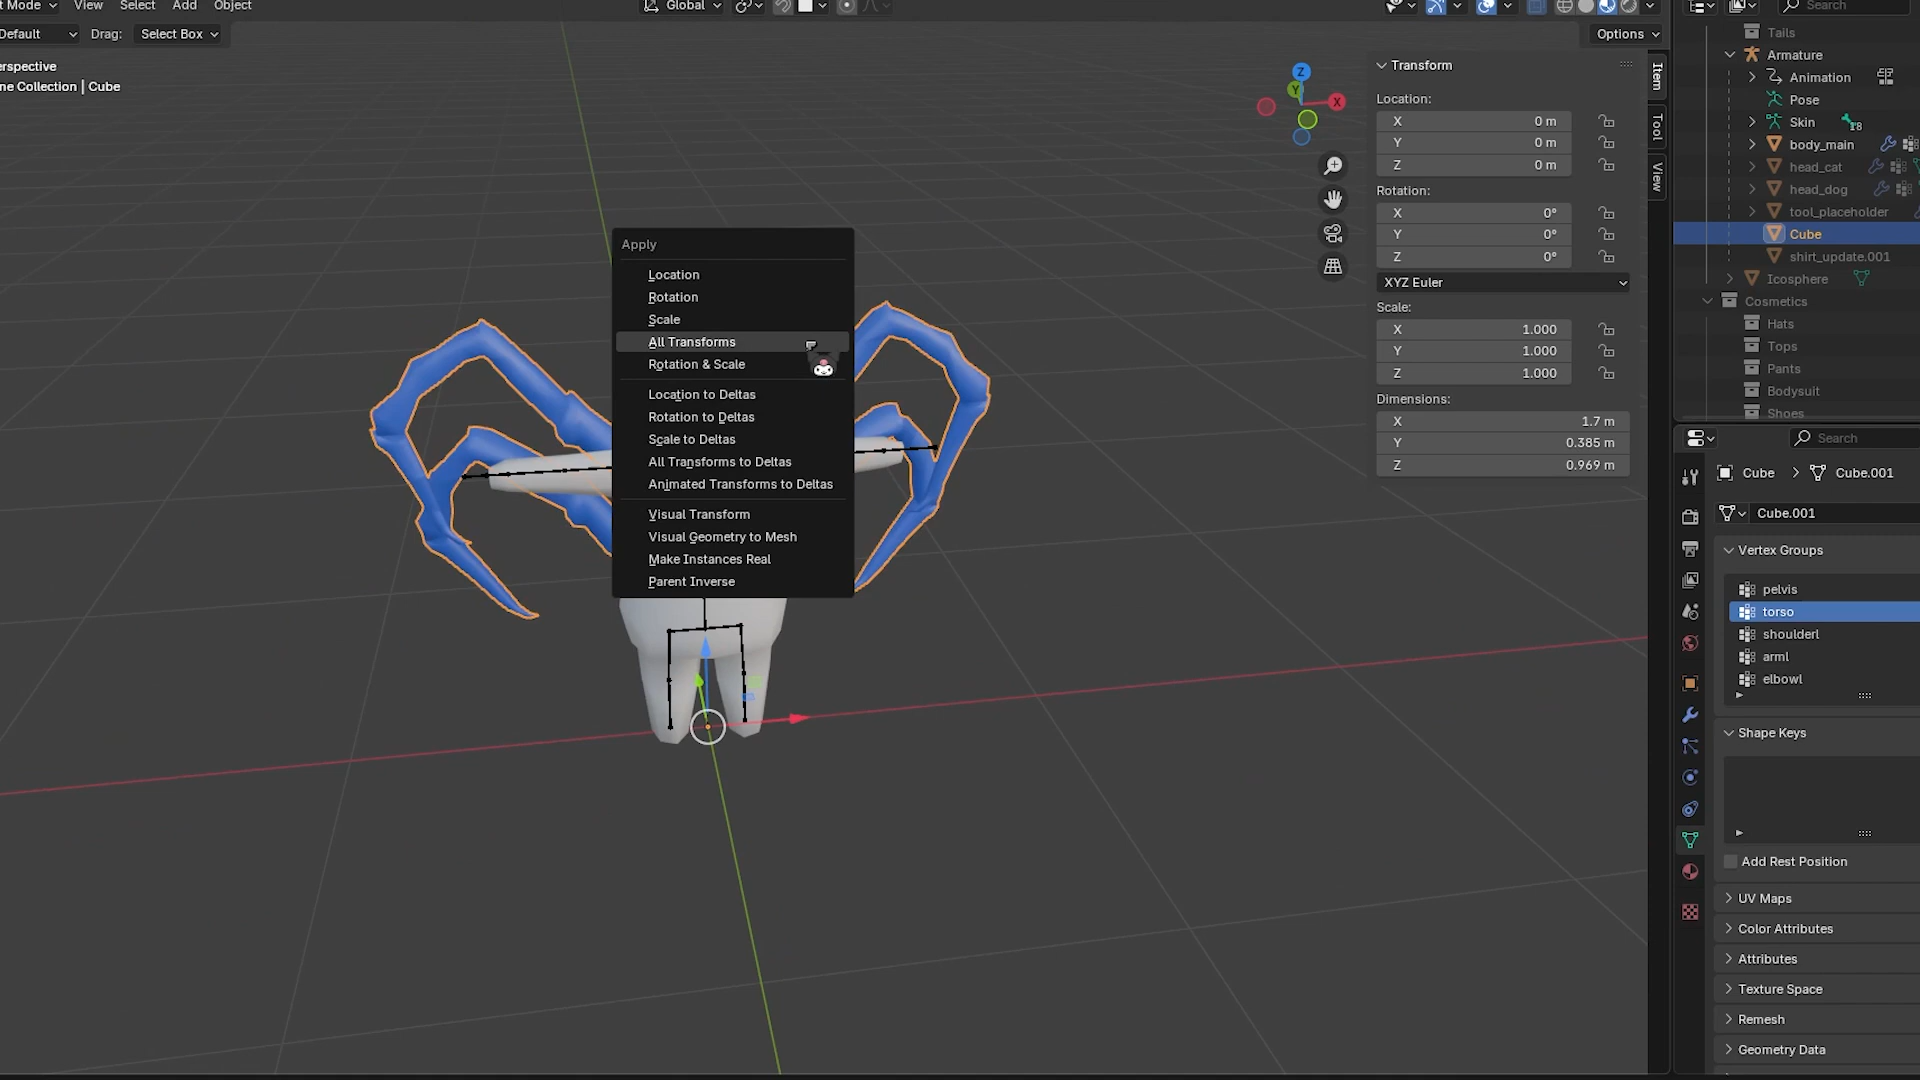 t Mode View Select Add Object Global
Default Drag: Select Box Options
erspective
ne Collection | Cube
Z
Y
X
Apply
Location
Rotation
Scale
All Transforms
Rotation & Scale
Location to Deltas
Rotation to Deltas
Scale to Deltas
All Transforms to Deltas
Animated Transforms to Deltas
Visual Transform
Visual Geometry to Mesh
Make Instances Real
Parent Inverse
Transform
Location:
X 0 m
Y 0 m
Z 0 m
Rotation:
X 0°
Y 0°
Z 0°
XYZ Euler
Scale:
X 1.000
Y 1.000
Z 1.000
Dimensions:
X 1.7 m
Y 0.385 m
Z 0.969 m
Item
Tool
View
Search
Tails
Armature
Animation
Pose
Skin 18
body_main
head_cat
head_dog
tool_placeholder
Cube
shirt_update.001
Icosphere
Cosmetics
Hats
Tops
Pants
Bodysuit
Shoes
Search
Cube > Cube.001
Cube.001
Vertex Groups
pelvis
torso
shoulderl
arml
elbowl
Shape Keys
Add Rest Position
UV Maps
Color Attributes
Attributes
Texture Space
Remesh
Geometry Data